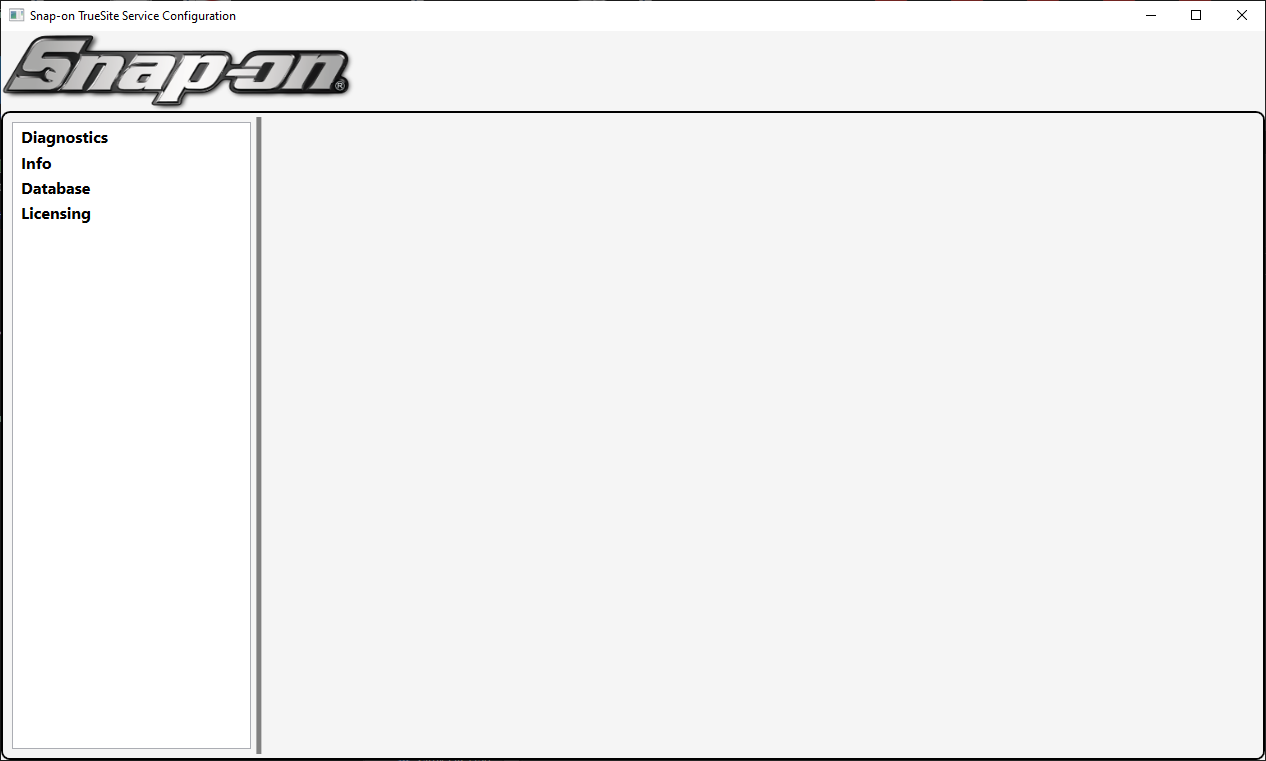 Snap-on TrueSite Service Configuration
Snap-on®
Diagnostics
Info
Database
Licensing